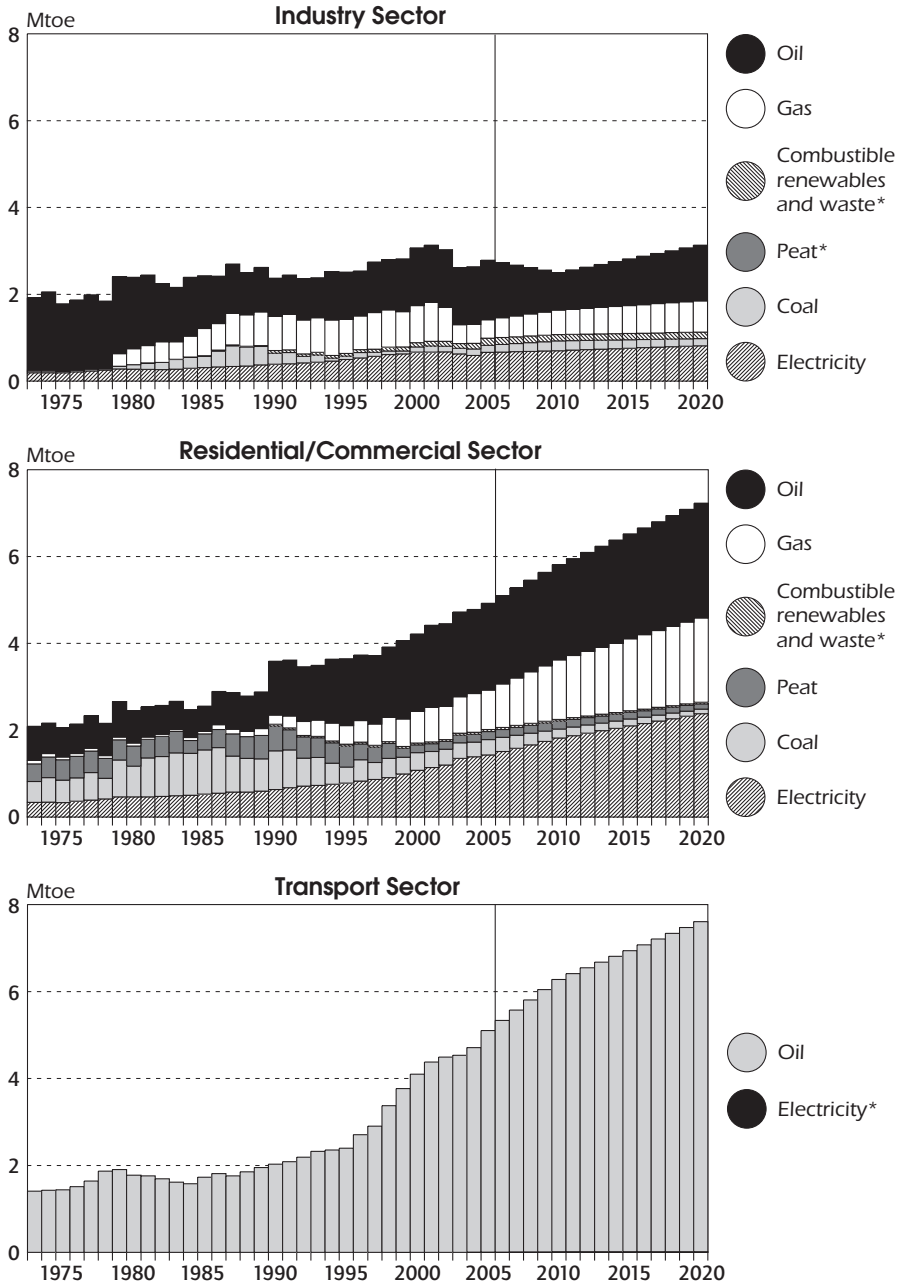 Industry Sector
Mtoe
8
6
4
2
0
1975 1980 1985 1990 1995 2000 2005 2010 2015 2020
Oil
Gas
Combustible
renewables
and waste*
Peat*
Coal
Electricity
Residential/Commercial Sector
Mtoe
8
6
4
2
0
1975 1980 1985 1990 1995 2000 2005 2010 2015 2020
Oil
Gas
Combustible
renewables
and waste*
Peat
Coal
Electricity
Transport Sector
Mtoe
8
6
4
2
0
1975 1980 1985 1990 1995 2000 2005 2010 2015 2020
Oil
Electricity*